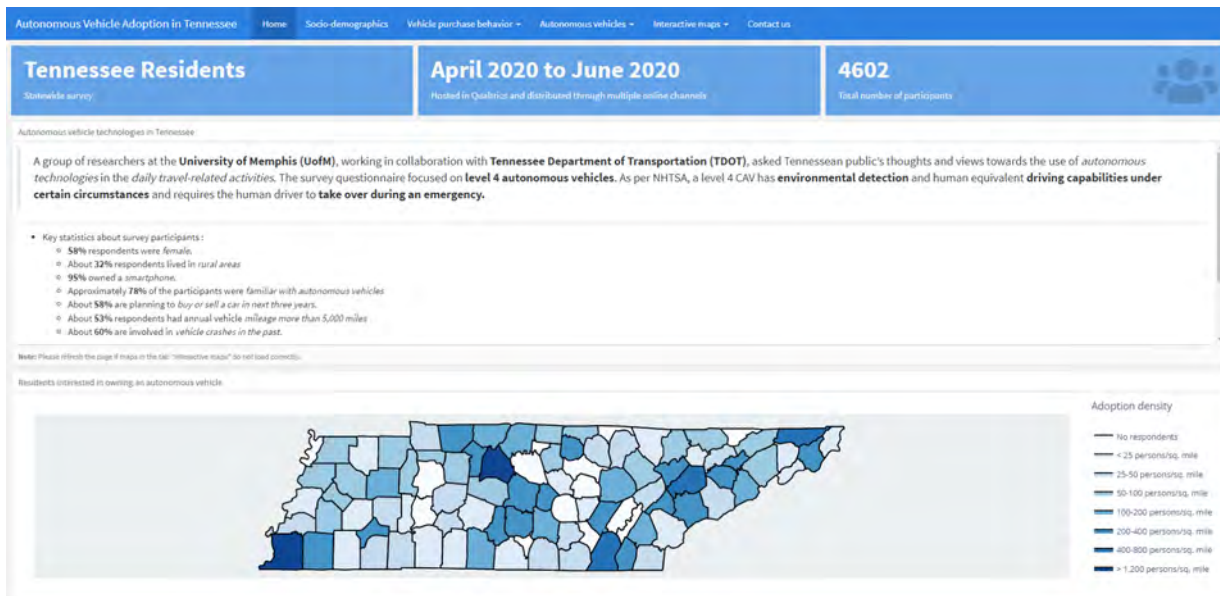 Autonomous Vehicle Adoption in Tennessee Home Socio-demographics Vehicle purchase behavior Autonomous vehicles Interactive maps Contact us
Tennessee Residents
Statewide survey
April 2020 to June 2020
Hosted in Qualtrics and distributed through multiple online channels
4602
Total number of participants
Autonomous vehicle technologies in Tennessee
A group of researchers at the University of Memphis (UofM), working in collaboration with Tennessee Department of Transportation (TDOT), asked Tennessean public's thoughts and views towards the use of autonomous
technologies in the daily travel-related activities. The survey questionnaire focused on level 4 autonomous vehicles. As per NHTSA, a level 4 CAV has environmental detection and human equivalent driving capabilities under
certain circumstances and requires the human driver to take over during an emergency.
• Key statistics about survey participants :
58% respondents were female.
About 32% respondents lived in rural areas
95% owned a smartphone.
Approximately 78% of the participants were familiar with autonomous vehicles
About 58% are planning to buy or sell a car in next three years.
About 53% respondents had annual vehicle mileage more than 5,000 miles
About 60% are involved in vehicle crashes in the past.
Note: Please refresh the page if maps in the tab "Interactive maps" do not load correctly.
Residents interested in owning an autonomous vehicle
Adoption density
No respondents
< 25 persons/sq. mile
25-50 persons/sq. mile
50-100 persons/sq. mile
100-200 persons/sq. mile
200-400 persons/sq. mile
400-800 persons/sq. mile
> 1,200 persons/sq. mile